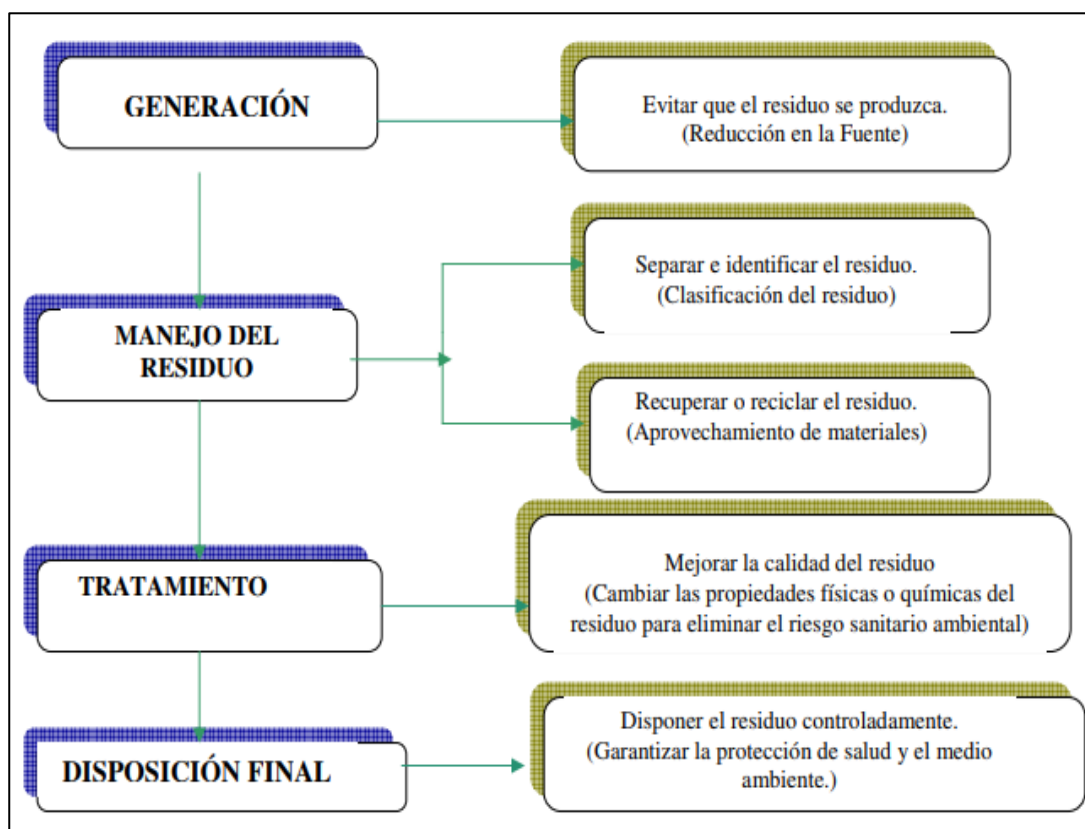 GENERACIÓN
Evitar que el residuo se produzca.
(Reducción en la Fuente)
Separar e identificar el residuo.
(Clasificación del residuo)
MANEJO DEL
RESIDUO
Recuperar o reciclar el residuo.
(Aprovechamiento de materiales)
TRATAMIENTO
Mejorar la calidad del residuo
(Cambiar las propiedades físicas o químicas del
residuo para eliminar el riesgo sanitario ambiental)
DISPOSICIÓN FINAL
Disponer el residuo controladamente.
(Garantizar la protección de salud y el medio
ambiente.)